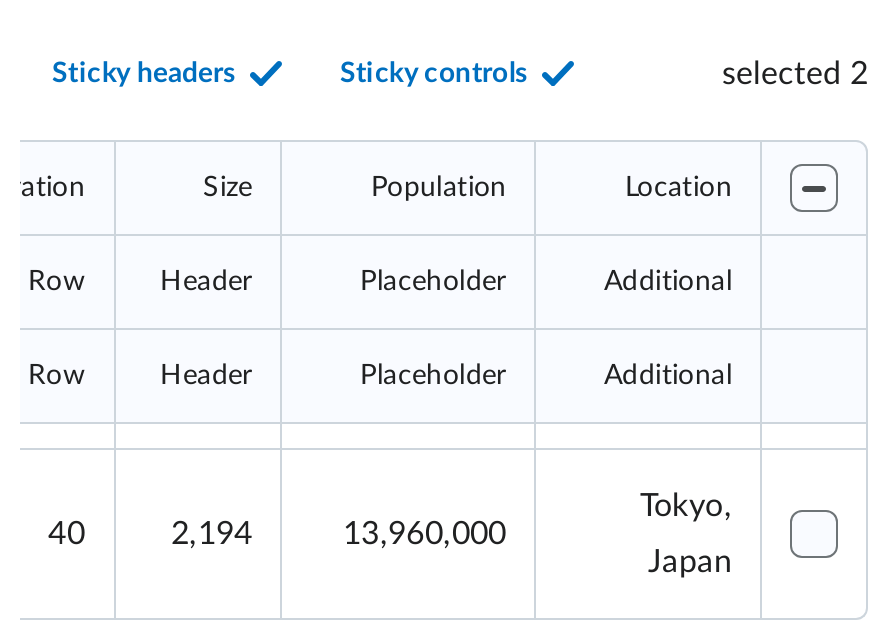 Sticky headers Sticky controls selected 2
ation Size Population Location
Row Header Placeholder Additional
Row Header Placeholder Additional
40 2,194 13,960,000 Tokyo,
Japan